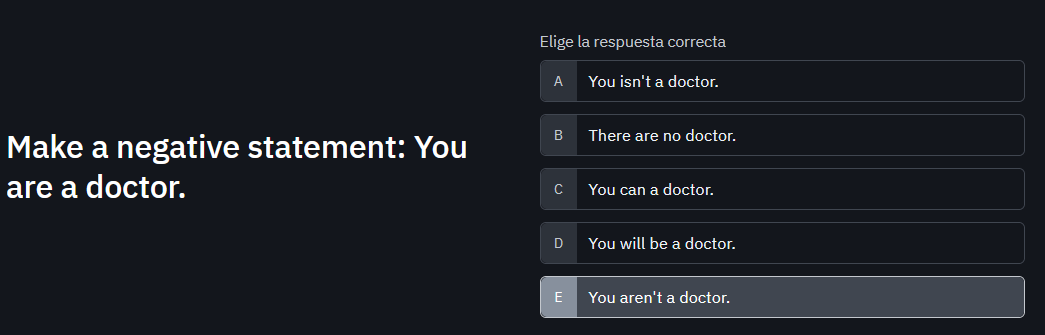 Elige la respuesta correcta
Make a negative statement: You
are a doctor.
A You isn't a doctor.
B There are no doctor.
C You can a doctor.
D You will be a doctor.
E You aren't a doctor.